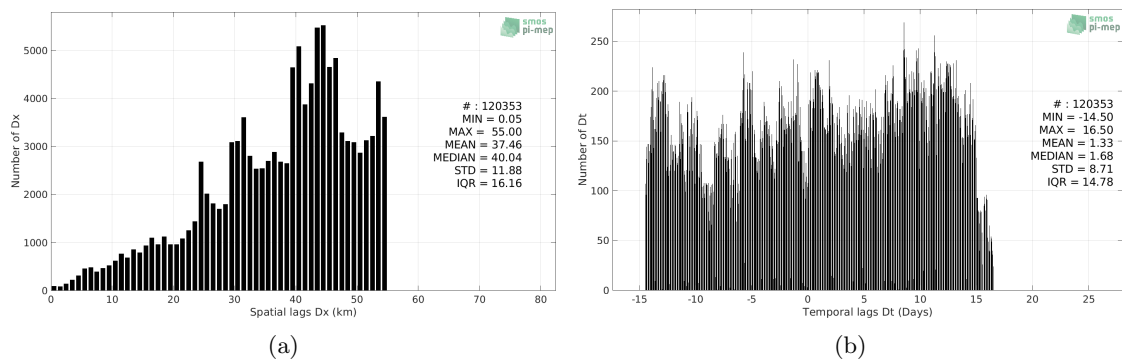 smos
pi-mep
5000
4000
3000
2000
1000
0
Number of Dx
# : 120353
MIN = 0.05
MAX = 55.00
MEAN = 37.46
MEDIAN = 40.04
STD = 11.88
IQR = 16.16
0 10 20 30 40 50 60 70 80
Spatial lags Dx (km)
(a)
smos
pi-mep
250
200
150
100
50
0
Number of Dt
# : 120353
MIN = -14.50
MAX = 16.50
MEAN = 1.33
MEDIAN = 1.68
STD = 8.71
IQR = 14.78
-15 -10 -5 0 5 10 15 20 25
Temporal lags Dt (Days)
(b)